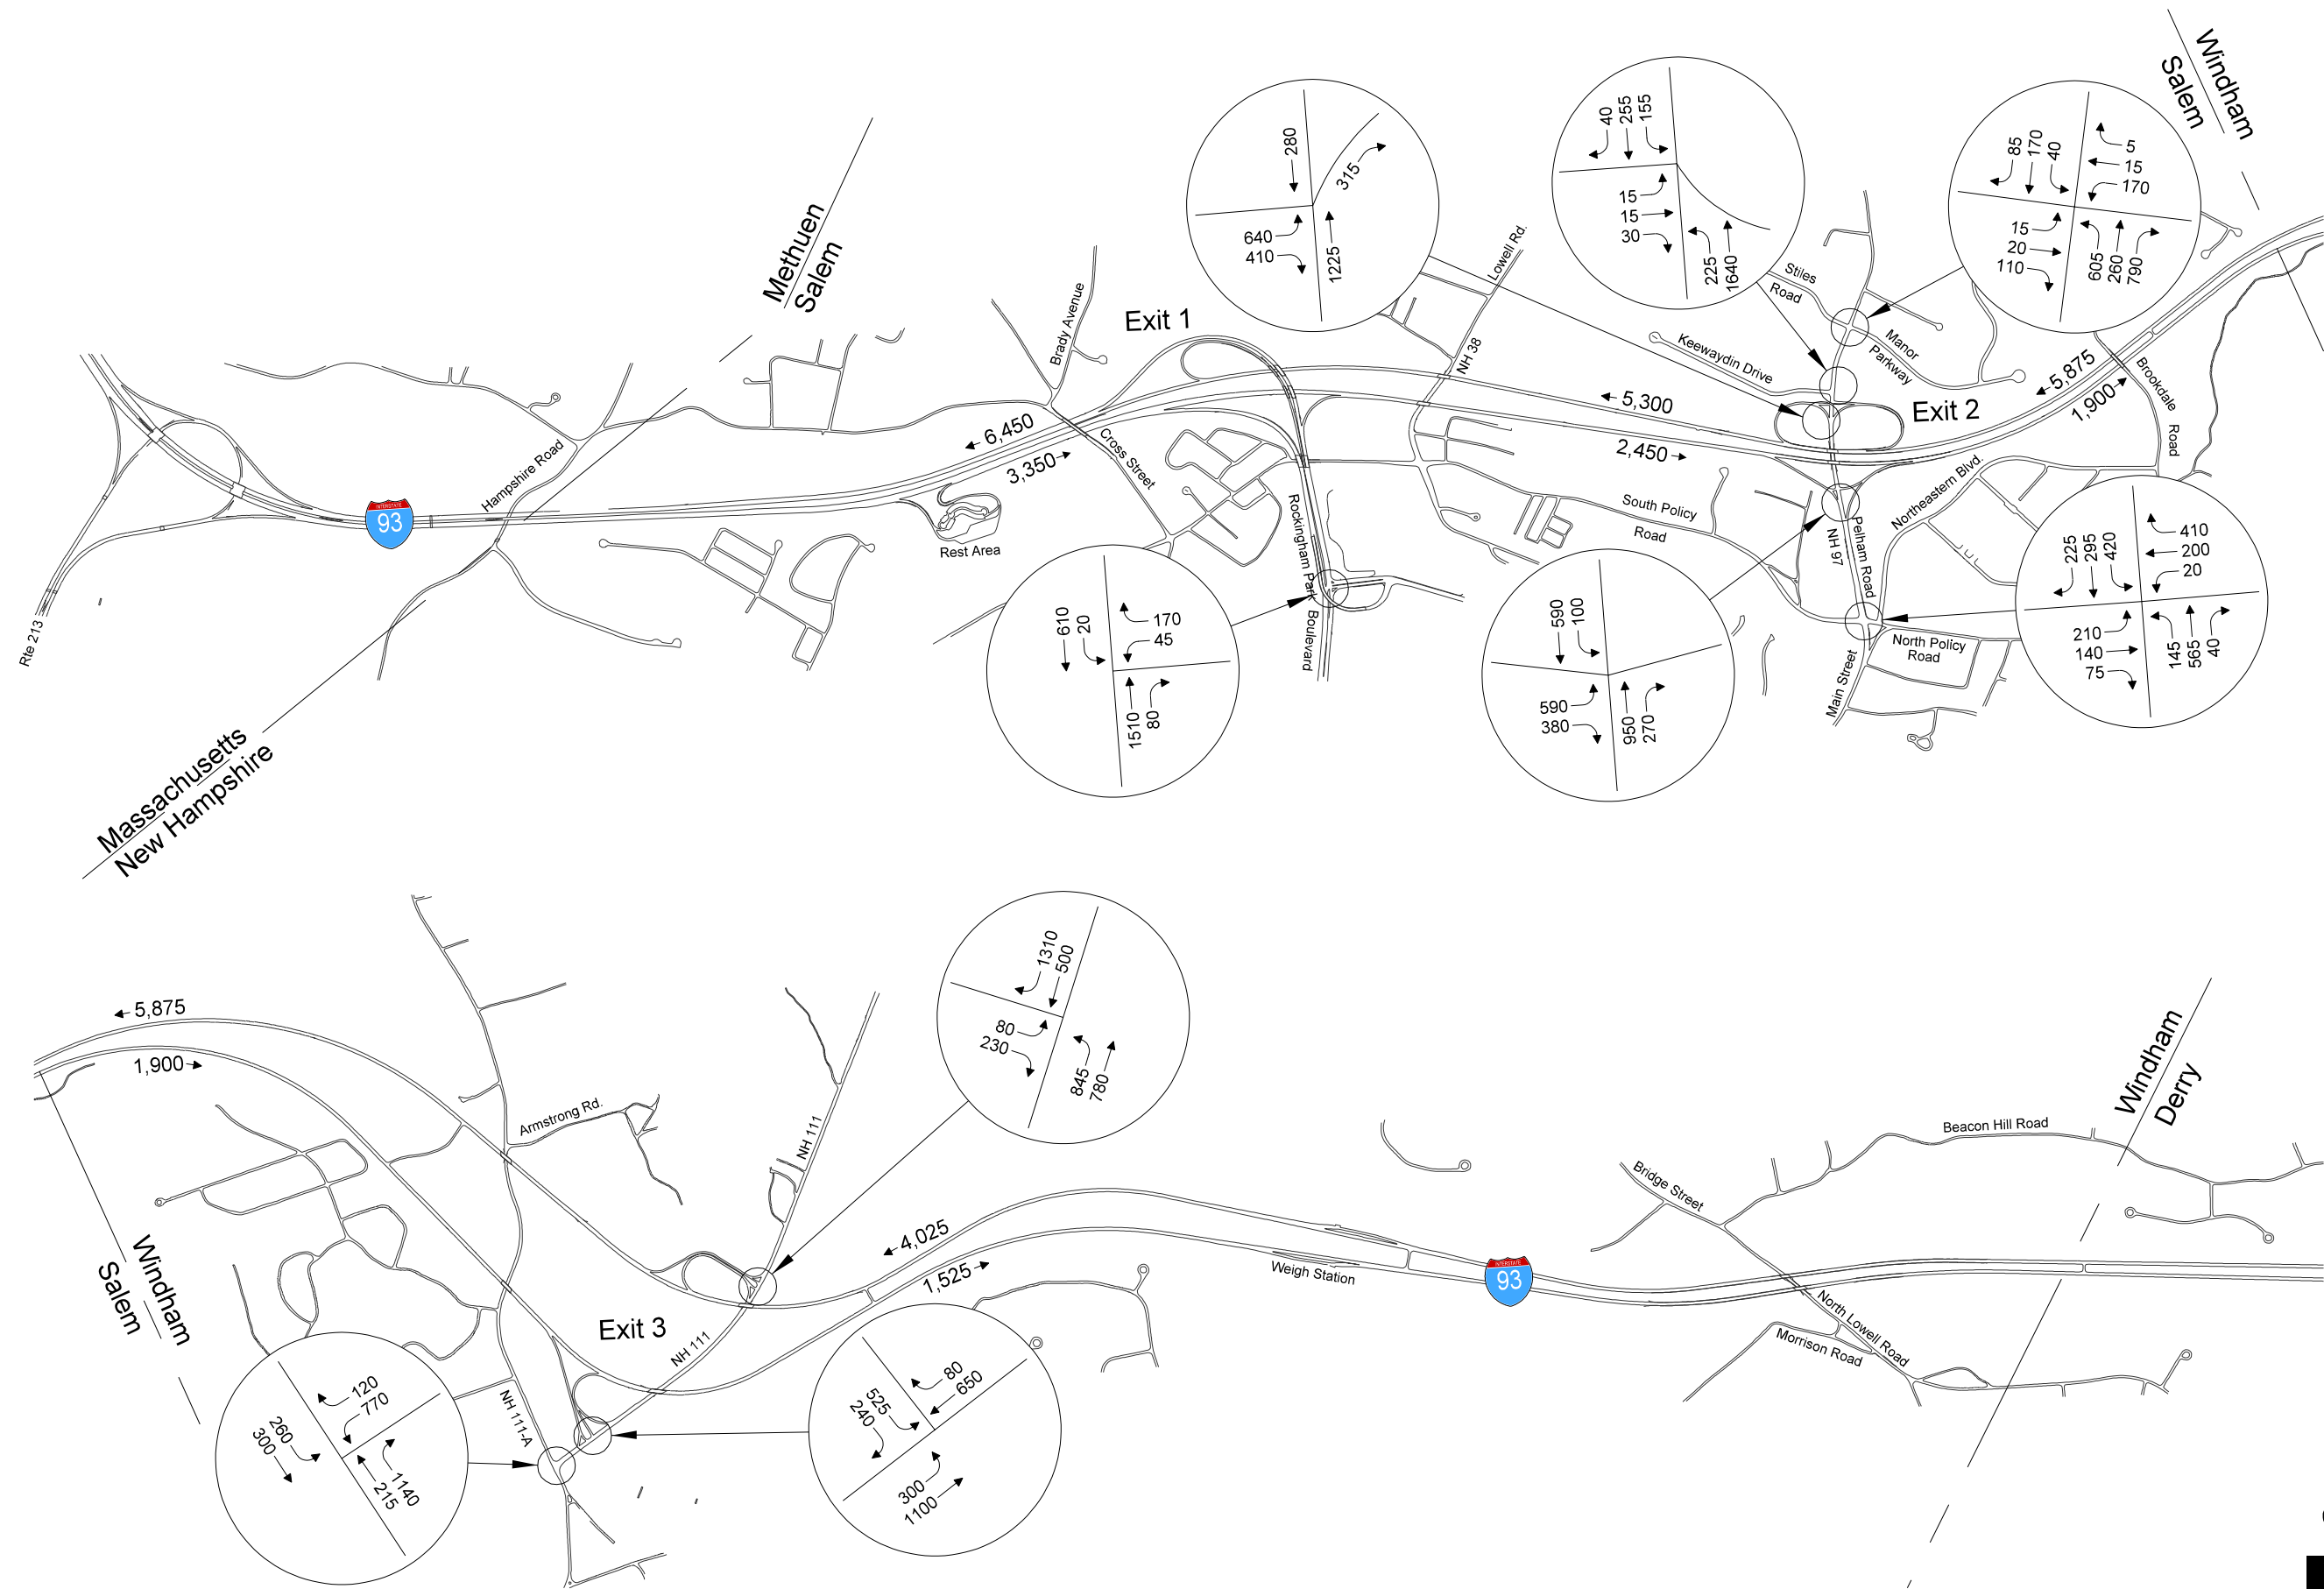 Windham
Salem
Methuen
Salem
280
315
640
410
1225
40
255
155
15
15
30
225
1640
85
170
40
5
15
170
15
20
110
605
260
790
Lowell Rd.
Stiles
Road
Manor
Parkway
Brady Avenue
Exit 1
NH 38
Keewaydin Drive
← 5,875
1,900 →
Brookdale
Road
← 5,300
Exit 2
← 6,450
3,350 →
Cross Street
2,450 →
Hampshire Road
INTERSTATE
93
Rest Area
Rockingham Park Boulevard
South Policy
Road
NH 97
Pelham Road
Northeastern Blvd.
225
295
420
410
200
20
210
140
75
145
565
40
Rte 213
610
20
170
45
1510
80
590
100
590
380
950
270
North Policy
Road
Main Street
Massachusetts
New Hampshire
1310
500
80
230
845
780
← 5,875
1,900 →
Armstrong Rd.
NH 111
Windham
Derry
Beacon Hill Road
Bridge Street
← 4,025
1,525 →
Weigh Station
INTERSTATE
93
Windham
Salem
Exit 3
NH 111
North Lowell Road
Morrison Road
NH 111-A
120
770
260
300
1140
215
80
650
525
240
300
1100